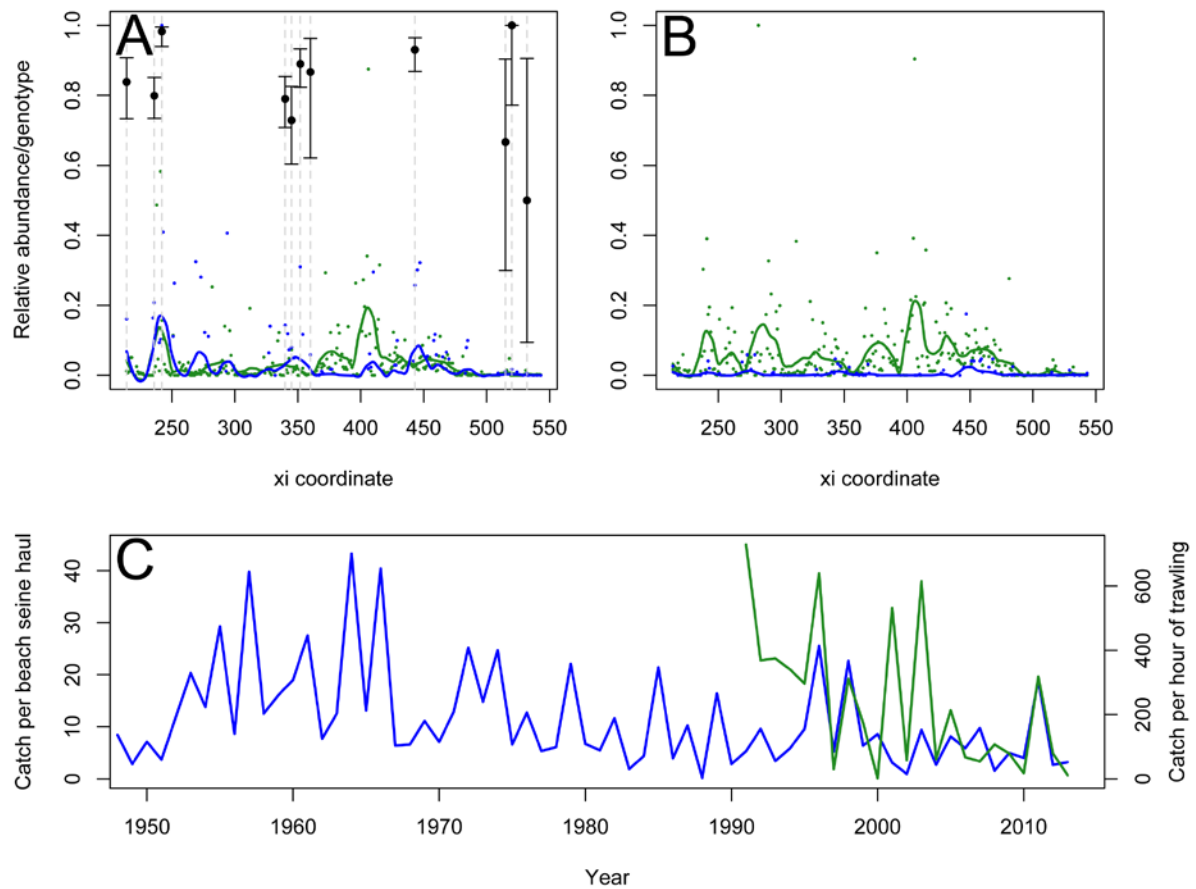 A
B
Relative abundance/genotype
0.0 0.2 0.4 0.6 0.8 1.0
0.0 0.2 0.4 0.6 0.8 1.0
250 300 350 400 450 500 550
250 300 350 400 450 500 550
xi coordinate
xi coordinate
C
Catch per beach seine haul
0 10 20 30 40
Catch per hour of trawling
0 200 400 600
1950 1960 1970 1980 1990 2000 2010
Year